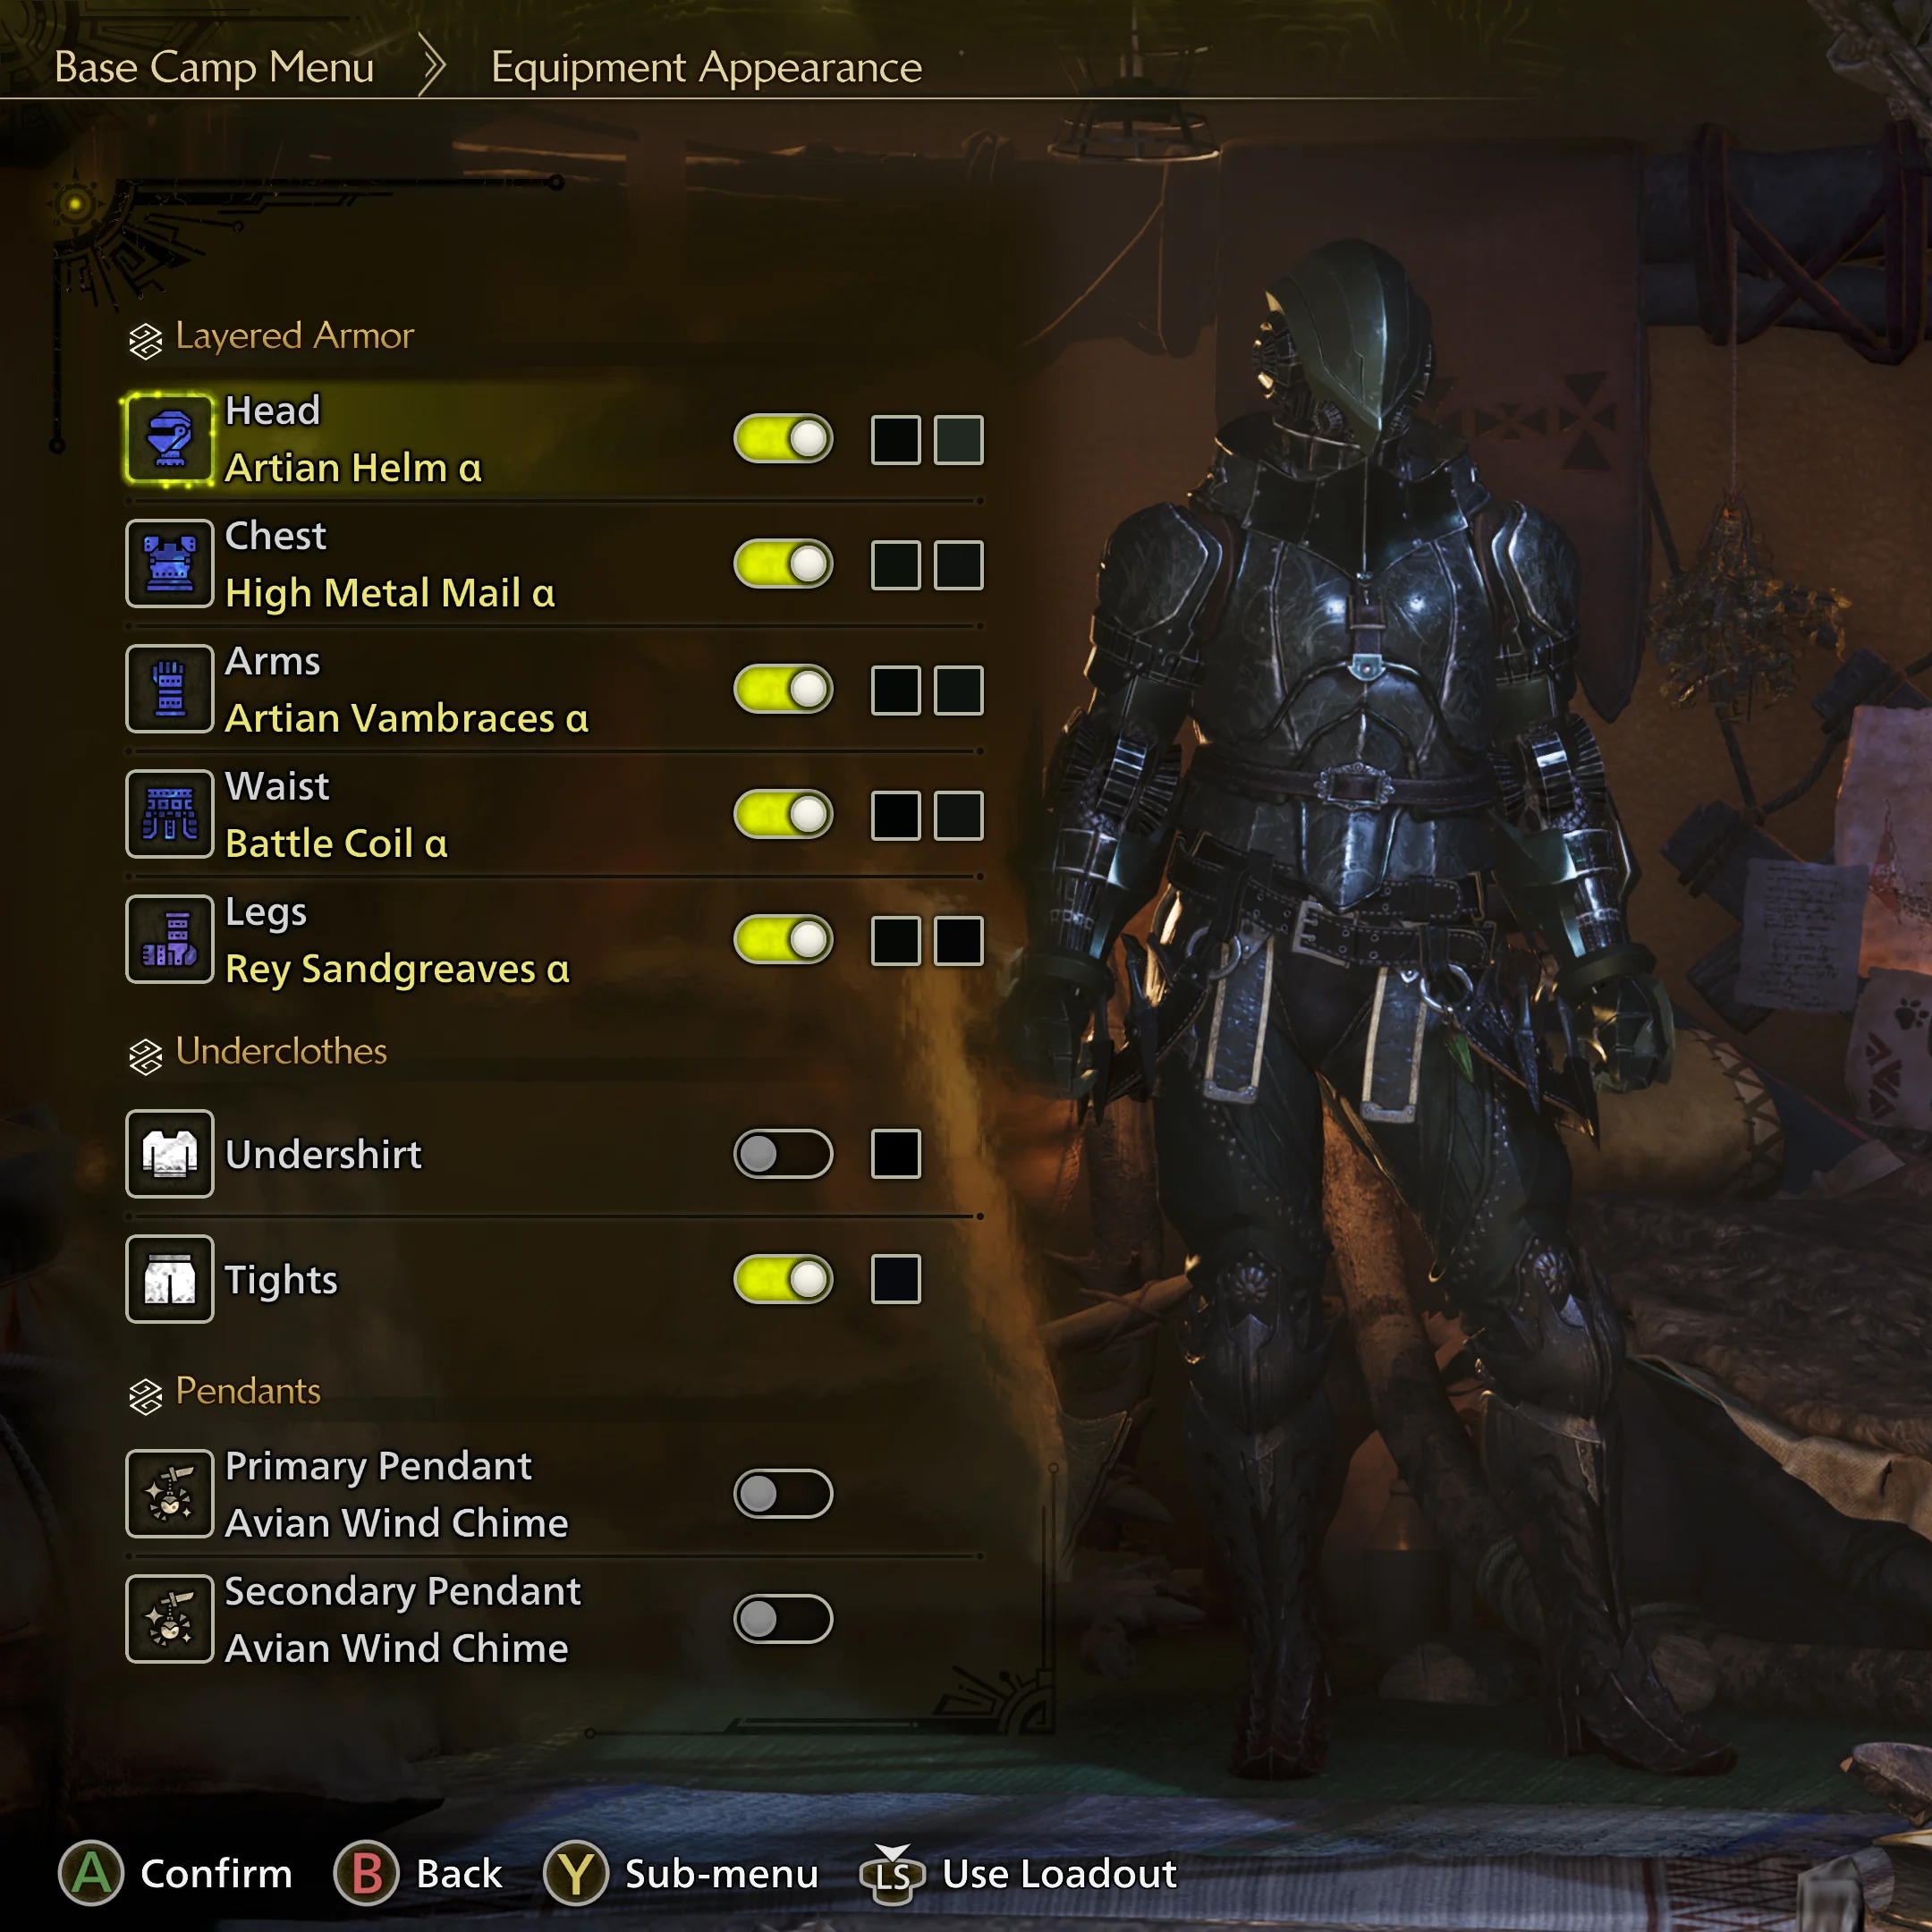 Base Camp Menu
Equipment Appearance
Layered Armor
Head
Artian Helm α
Chest
High Metal Mail α
Arms
Artian Vambraces α
Waist
Battle Coil α
Legs
Rey Sandgreaves α
Underclothes
Undershirt
Tights
Pendants
Primary Pendant
Avian Wind Chime
Secondary Pendant
Avian Wind Chime
A Confirm B Back Y Sub-menu LS Use Loadout